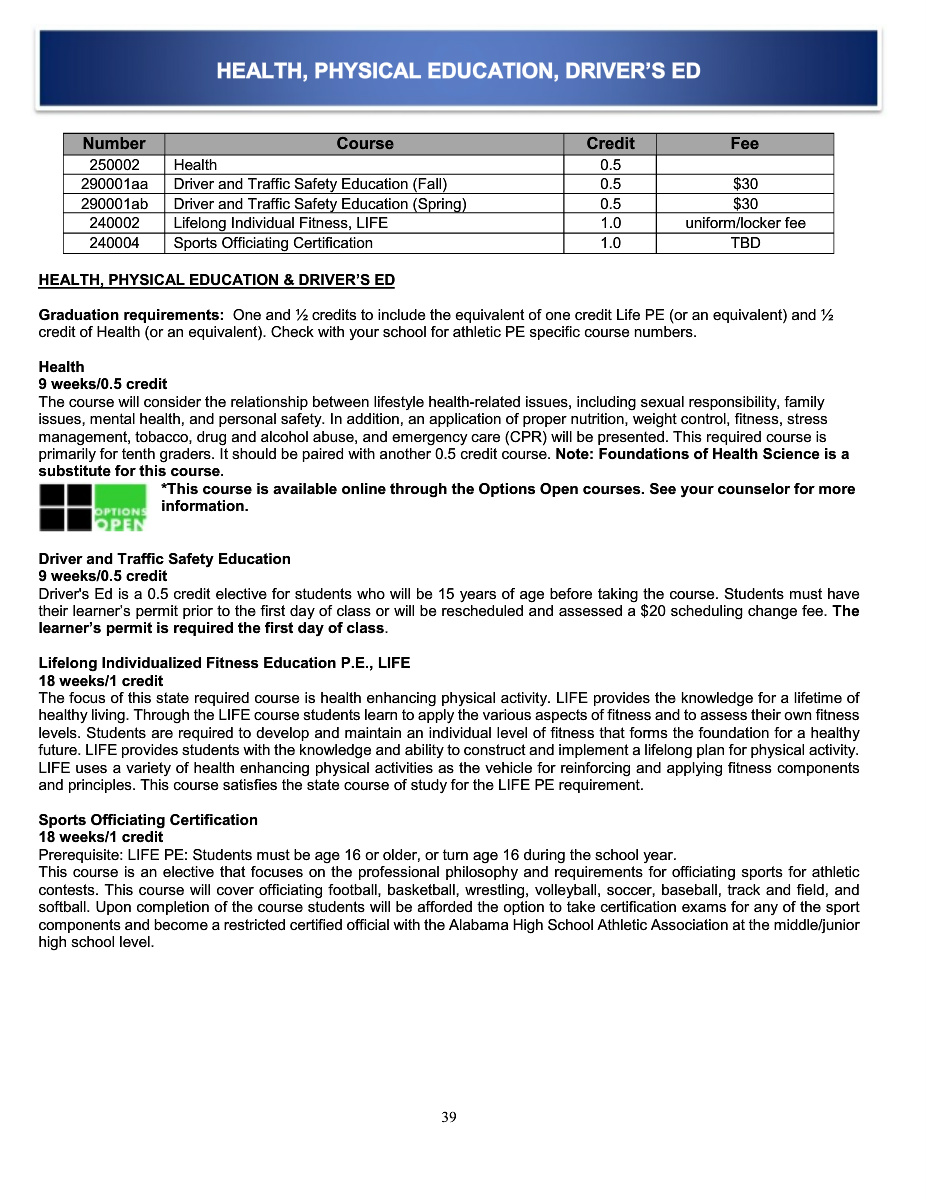 HEALTH, PHYSICAL EDUCATION, DRIVER'S ED
Number Course Credit Fee
250002 Health 0.5
290001aa Driver and Traffic Safety Education (Fall) 0.5 $30
290001ab Driver and Traffic Safety Education (Spring) 0.5 $30
240002 Lifelong Individual Fitness, LIFE 1.0 uniform/locker fee
240004 Sports Officiating Certification 1.0 TBD
HEALTH, PHYSICAL EDUCATION & DRIVER'S ED
Graduation requirements: One and ½ credits to include the equivalent of one credit Life PE (or an equivalent) and ½
credit of Health (or an equivalent). Check with your school for athletic PE specific course numbers.
Health
9 weeks/0.5 credit
The course will consider the relationship between lifestyle health-related issues, including sexual responsibility, family
issues, mental health, and personal safety. In addition, an application of proper nutrition, weight control, fitness, stress
management, tobacco, drug and alcohol abuse, and emergency care (CPR) will be presented. This required course is
primarily for tenth graders. It should be paired with another 0.5 credit course. Note: Foundations of Health Science is a
substitute for this course.
*This course is available online through the Options Open courses. See your counselor for more
information.
OPTIONS
OPEN
Driver and Traffic Safety Education
9 weeks/0.5 credit
Driver's Ed is a 0.5 credit elective for students who will be 15 years of age before taking the course. Students must have
their learner's permit prior to the first day of class or will be rescheduled and assessed a $20 scheduling change fee. The
learner's permit is required the first day of class.
Lifelong Individualized Fitness Education P.E., LIFE
18 weeks/1 credit
The focus of this state required course is health enhancing physical activity. LIFE provides the knowledge for a lifetime of
healthy living. Through the LIFE course students learn to apply the various aspects of fitness and to assess their own fitness
levels. Students are required to develop and maintain an individual level of fitness that forms the foundation for a healthy
future. LIFE provides students with the knowledge and ability to construct and implement a lifelong plan for physical activity.
LIFE uses a variety of health enhancing physical activities as the vehicle for reinforcing and applying fitness components
and principles. This course satisfies the state course of study for the LIFE PE requirement.
Sports Officiating Certification
18 weeks/1 credit
Prerequisite: LIFE PE: Students must be age 16 or older, or turn age 16 during the school year.
This course is an elective that focuses on the professional philosophy and requirements for officiating sports for athletic
contests. This course will cover officiating football, basketball, wrestling, volleyball, soccer, baseball, track and field, and
softball. Upon completion of the course students will be afforded the option to take certification exams for any of the sport
components and become a restricted certified official with the Alabama High School Athletic Association at the middle/junior
high school level.
39